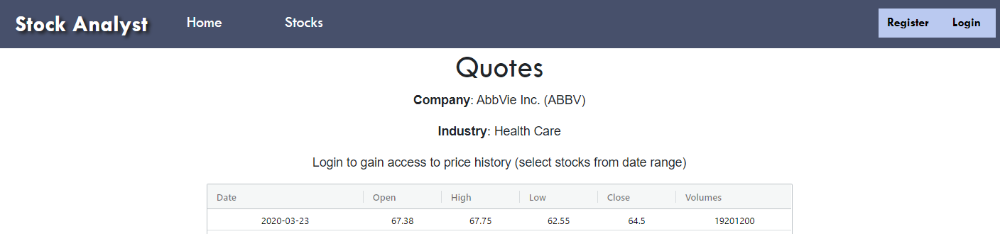 Stock Analyst Home Stocks Register Login
Quotes
Company: AbbVie Inc. (ABBV)
Industry: Health Care
Login to gain access to price history (select stocks from date range)
Date Open High Low Close Volumes
2020-03-23 67.38 67.75 62.55 64.5 19201200